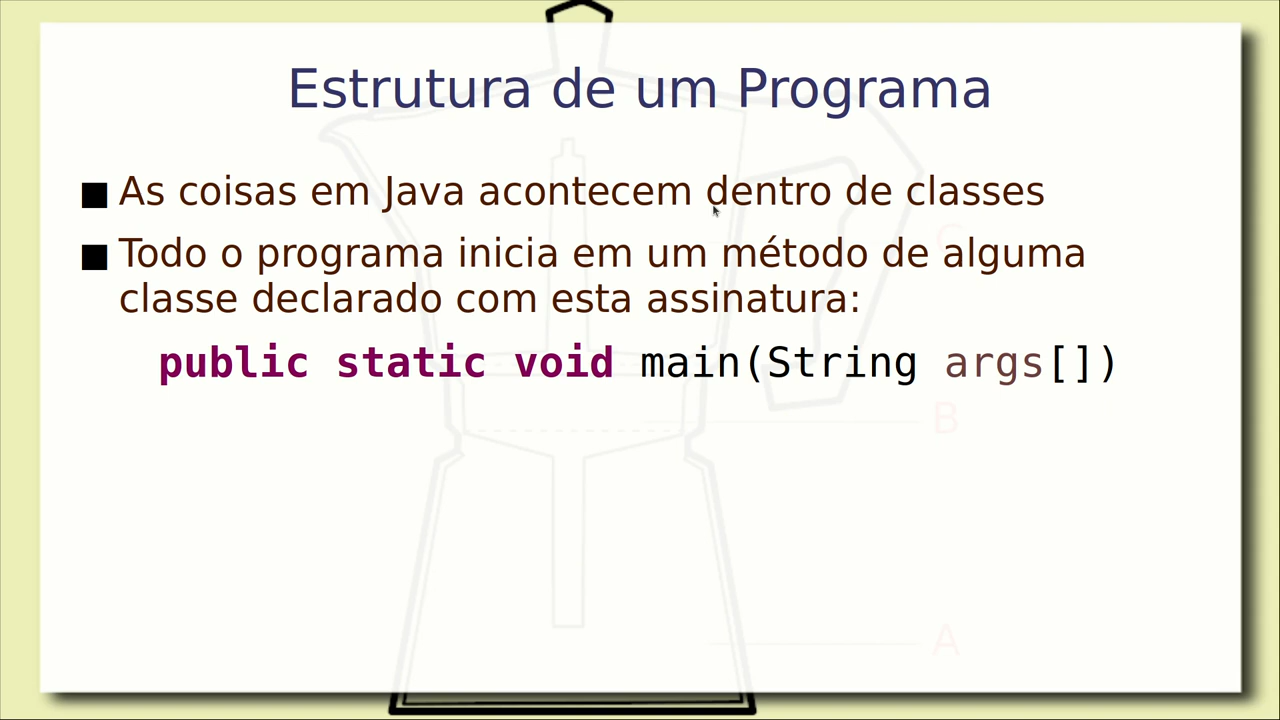 Estrutura de um Programa
■ As coisas em Java acontecem dentro de classes
■ Todo o programa inicia em um método de alguma
classe declarado com esta assinatura:
public static void main(String args[])
C
B
A